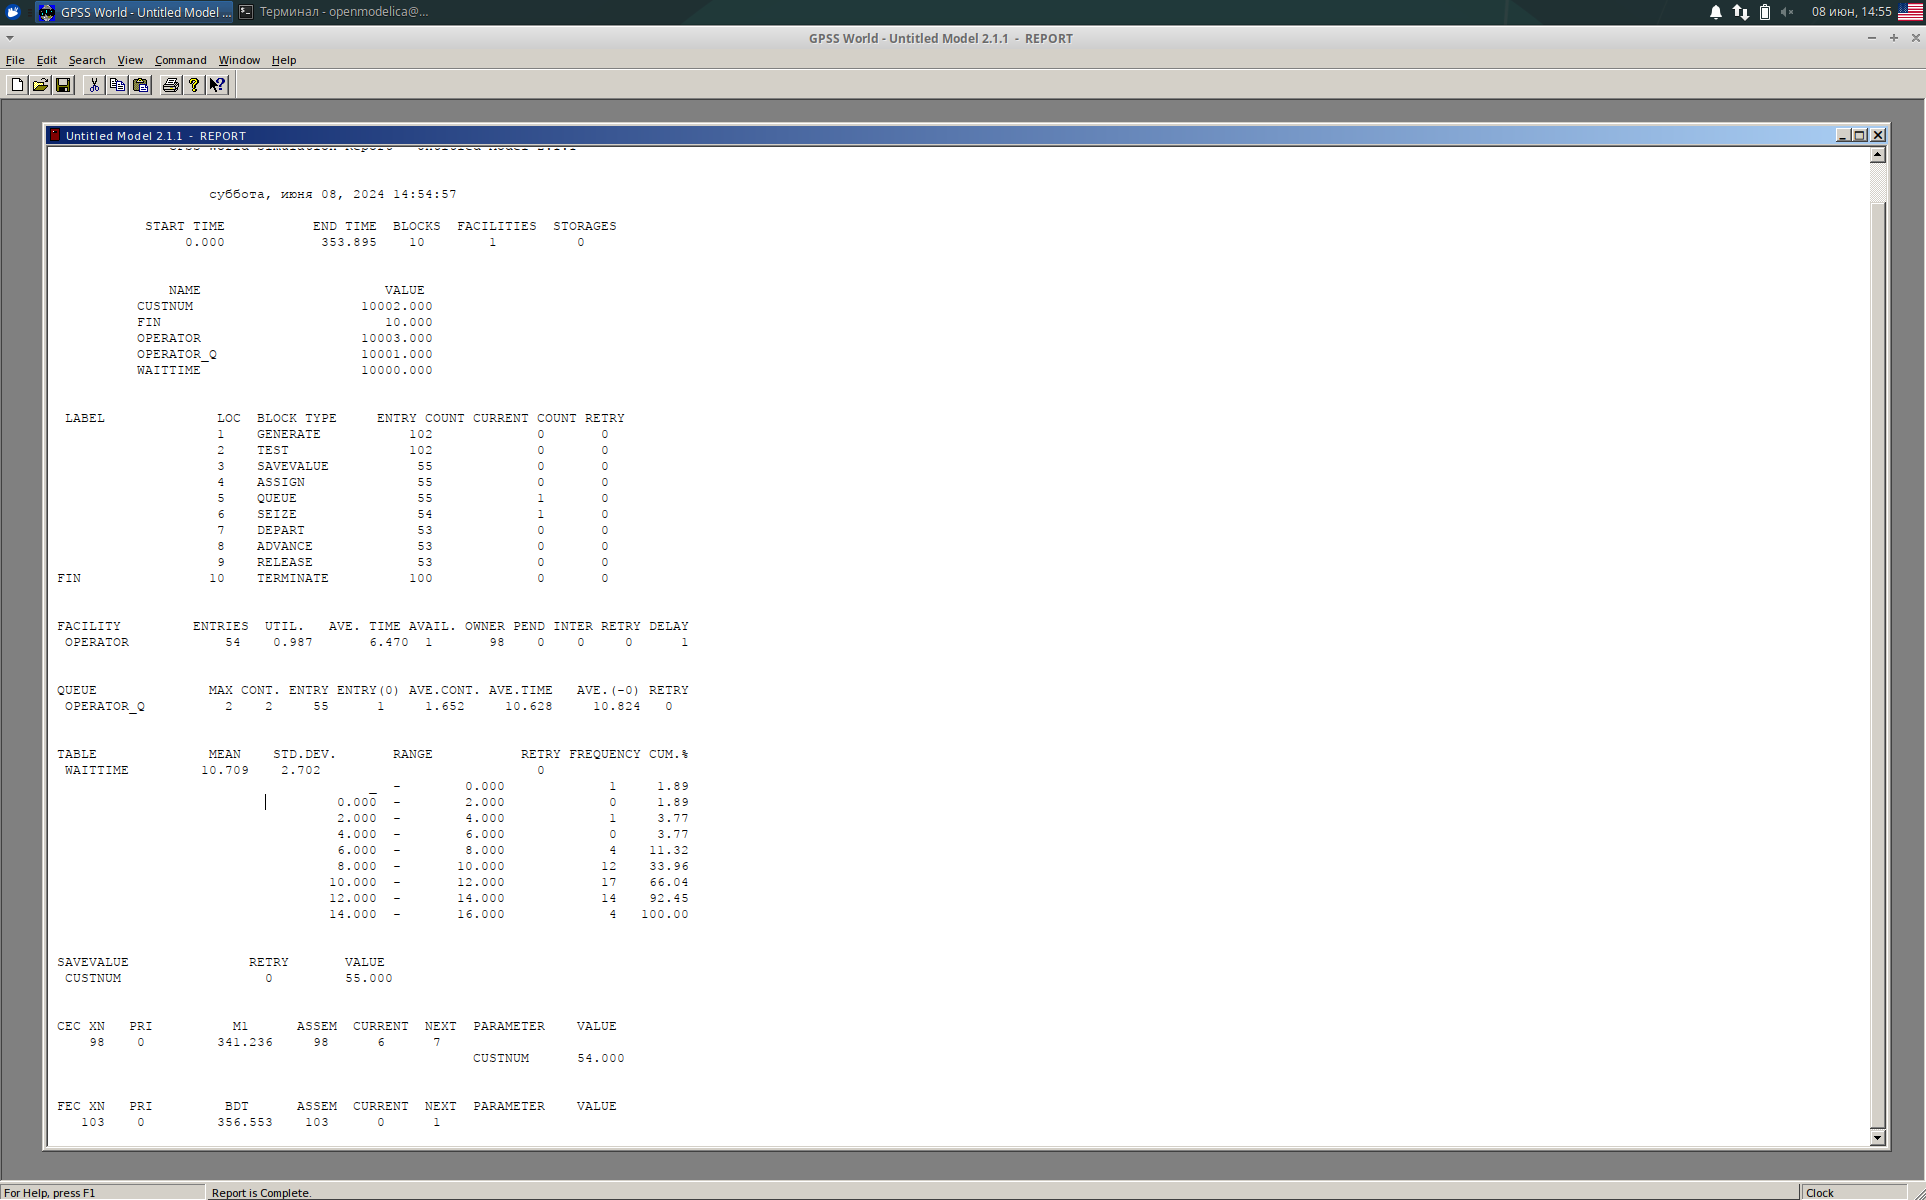 GPSS World - Untitled Model ... Терминал - openmodelica@... 08 июн, 14:55
GPSS World - Untitled Model 2.1.1 - REPORT
File Edit Search View Command Window Help
Untitled Model 2.1.1 - REPORT
GPSS World Simulation Report - Untitled Model 2.1.1
суббота, июня 08, 2024 14:54:57
START TIME END TIME BLOCKS FACILITIES STORAGES
0.000 353.895 10 1 0
NAME VALUE
CUSTNUM 10002.000
FIN 10.000
OPERATOR 10003.000
OPERATOR_Q 10001.000
WAITTIME 10000.000
LABEL LOC BLOCK TYPE ENTRY COUNT CURRENT COUNT RETRY
1 GENERATE 102 0 0
2 TEST 102 0 0
3 SAVEVALUE 55 0 0
4 ASSIGN 55 0 0
5 QUEUE 55 1 0
6 SEIZE 54 1 0
7 DEPART 53 0 0
8 ADVANCE 53 0 0
9 RELEASE 53 0 0
FIN 10 TERMINATE 100 0 0
FACILITY ENTRIES UTIL. AVE. TIME AVAIL. OWNER PEND INTER RETRY DELAY
OPERATOR 54 0.987 6.470 1 98 0 0 0 1
QUEUE MAX CONT. ENTRY ENTRY(0) AVE.CONT. AVE.TIME AVE.(-0) RETRY
OPERATOR_Q 2 2 55 1 1.652 10.628 10.824 0
TABLE MEAN STD.DEV. RANGE RETRY FREQUENCY CUM.%
WAITTIME 10.709 2.702 0
_ - 0.000 1 1.89
0.000 - 2.000 0 1.89
2.000 - 4.000 1 3.77
4.000 - 6.000 0 3.77
6.000 - 8.000 4 11.32
8.000 - 10.000 12 33.96
10.000 - 12.000 17 66.04
12.000 - 14.000 14 92.45
14.000 - 16.000 4 100.00
SAVEVALUE RETRY VALUE
CUSTNUM 0 55.000
CEC XN PRI M1 ASSEM CURRENT NEXT PARAMETER VALUE
98 0 341.236 98 6 7
CUSTNUM 54.000
FEC XN PRI BDT ASSEM CURRENT NEXT PARAMETER VALUE
103 0 356.553 103 0 1
For Help, press F1 Report is Complete. Clock